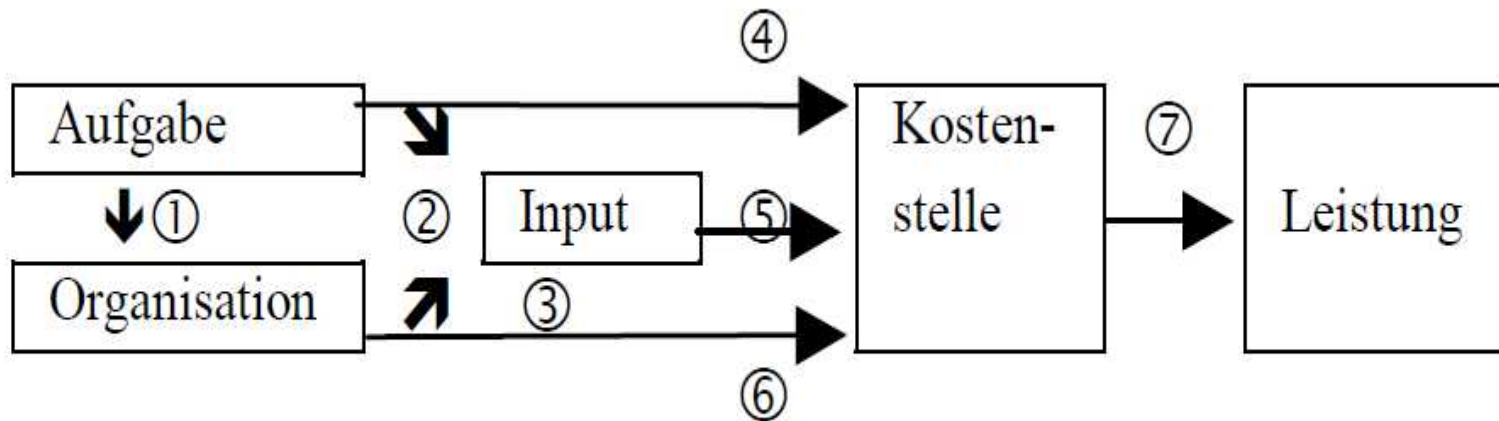 ④
Aufgabe
Kosten-
⑦
① ② Input ⑤ stelle Leistung
Organisation
③
⑥